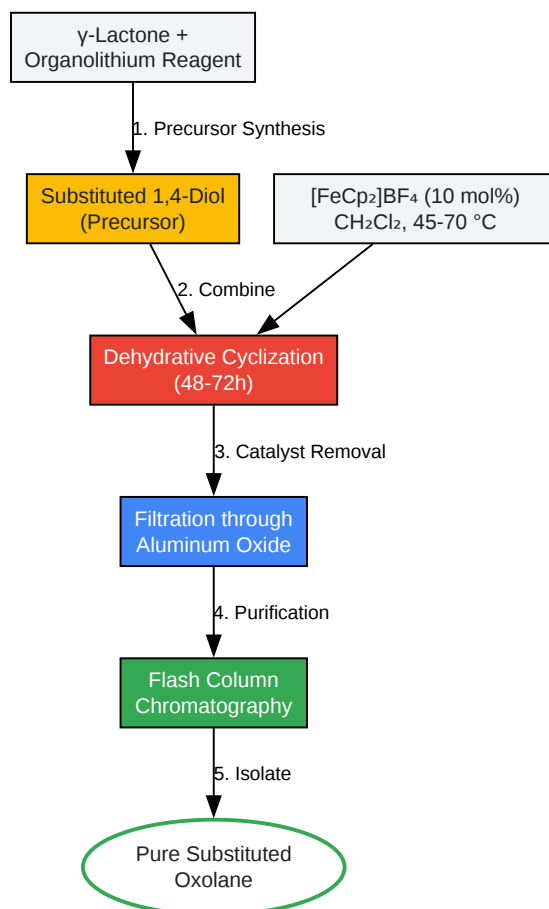 γ-Lactone +
Organolithium Reagent
1. Precursor Synthesis
Substituted 1,4-Diol
(Precursor)
[FeCp₂]BF₄ (10 mol%)
CH₂Cl₂, 45-70 °C
2. Combine
Dehydrative Cyclization
(48-72h)
3. Catalyst Removal
Filtration through
Aluminum Oxide
4. Purification
Flash Column
Chromatography
5. Isolate
Pure Substituted
Oxolane